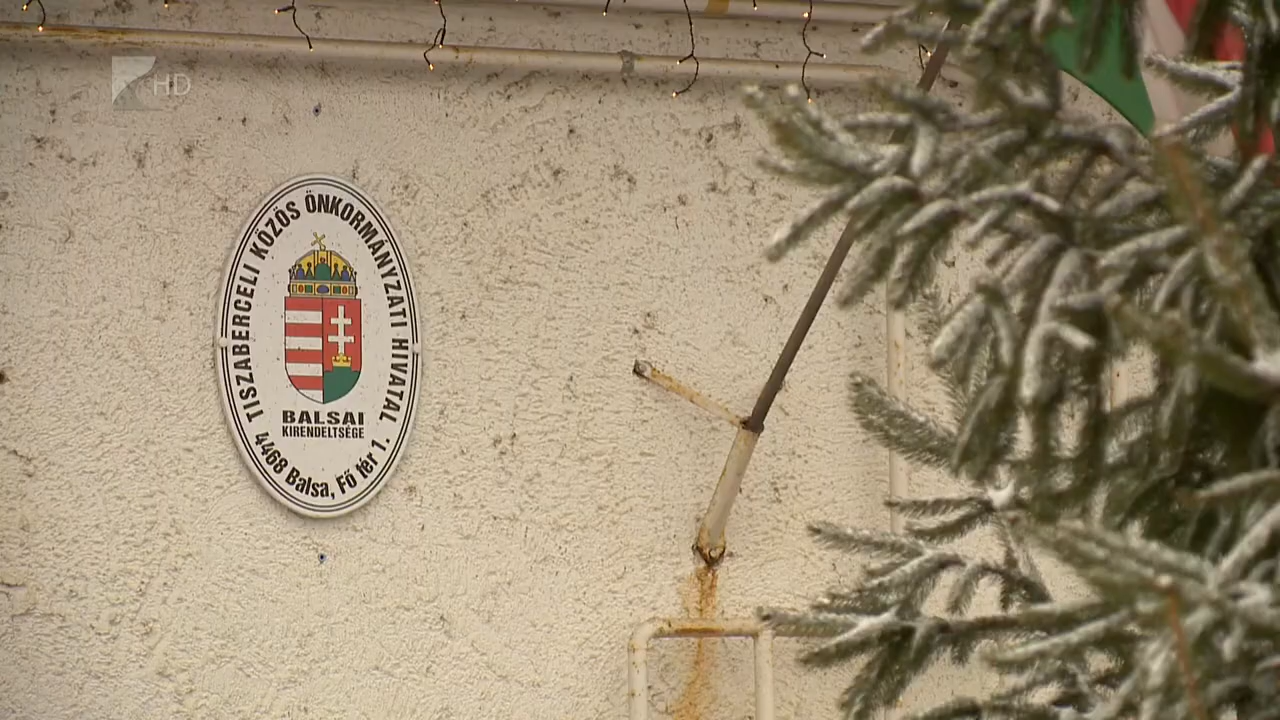 HD
TISZABERCELI KÖZÖS ÖNKORMÁNYZATI HIVATAL
BALSAI
KIRENDELTSÉGE
4468 Balsa, Fő tér 1.